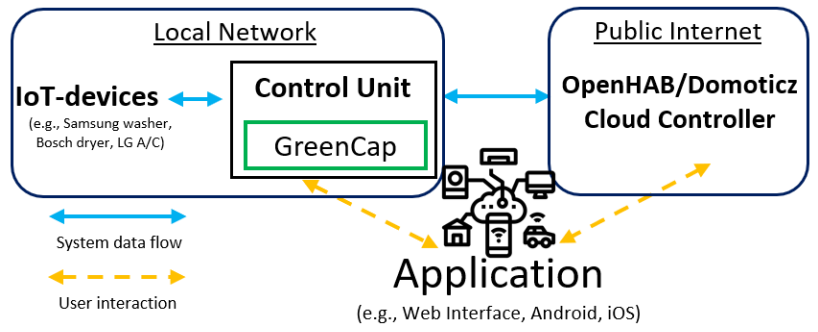 Local Network
IoT-devices
(e.g., Samsung washer,
Bosch dryer, LG A/C)
Control Unit
GreenCap
Public Internet
OpenHAB/Domoticz
Cloud Controller
System data flow
User interaction
Application
(e.g., Web Interface, Android, iOS)